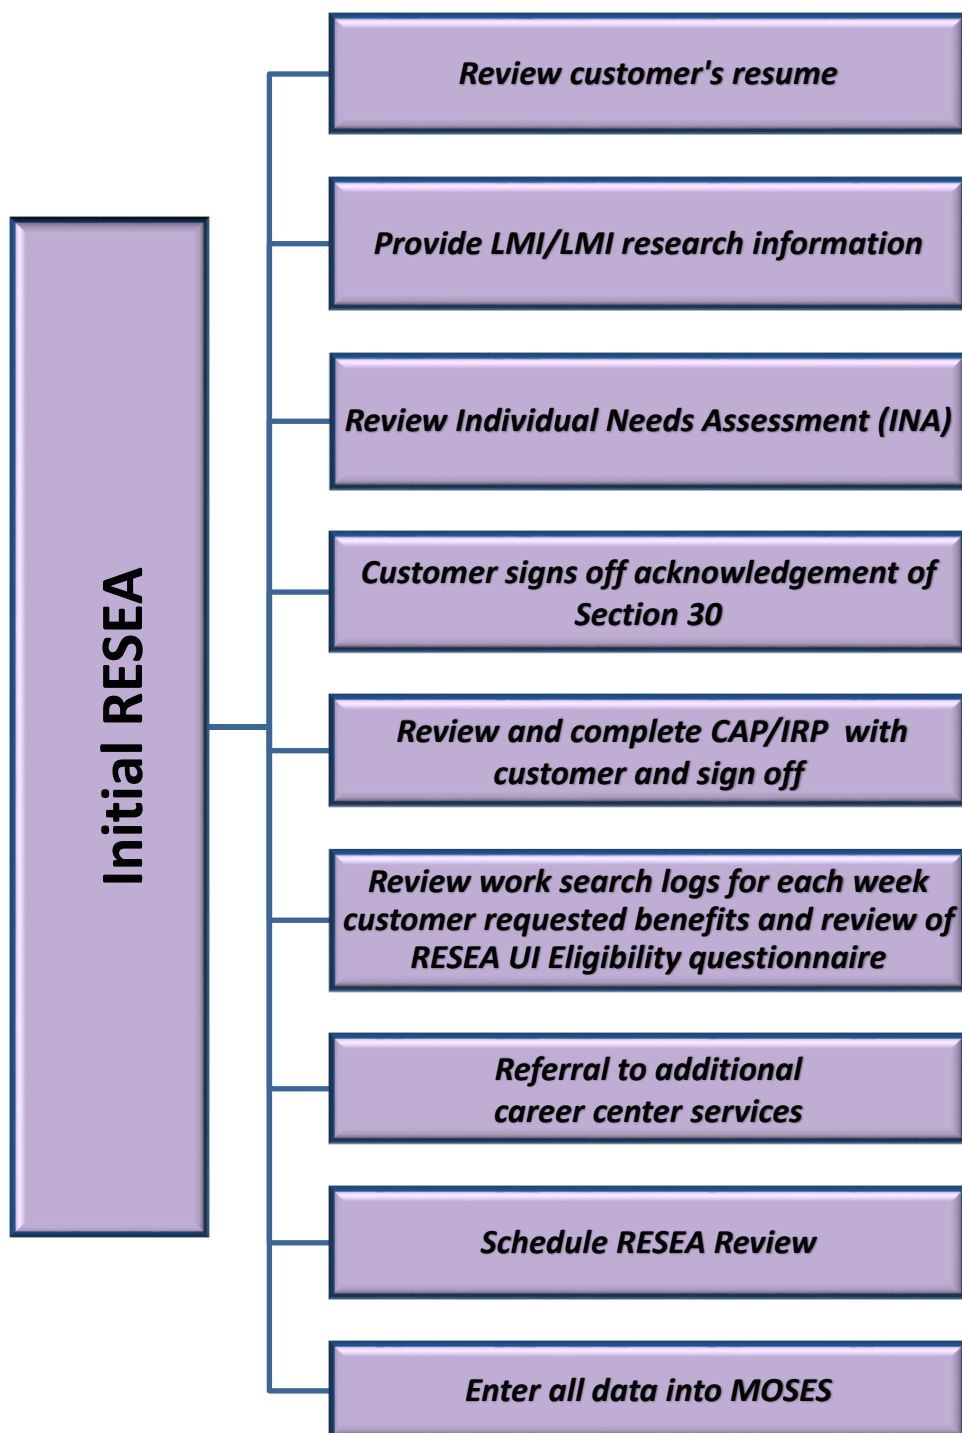 Initial RESEA
Review customer's resume
Provide LMI/LMI research information
Review Individual Needs Assessment (INA)
Customer signs off acknowledgement of
Section 30
Review and complete CAP/IRP with
customer and sign off
Review work search logs for each week
customer requested benefits and review of
RESEA UI Eligibility questionnaire
Referral to additional
career center services
Schedule RESEA Review
Enter all data into MOSES